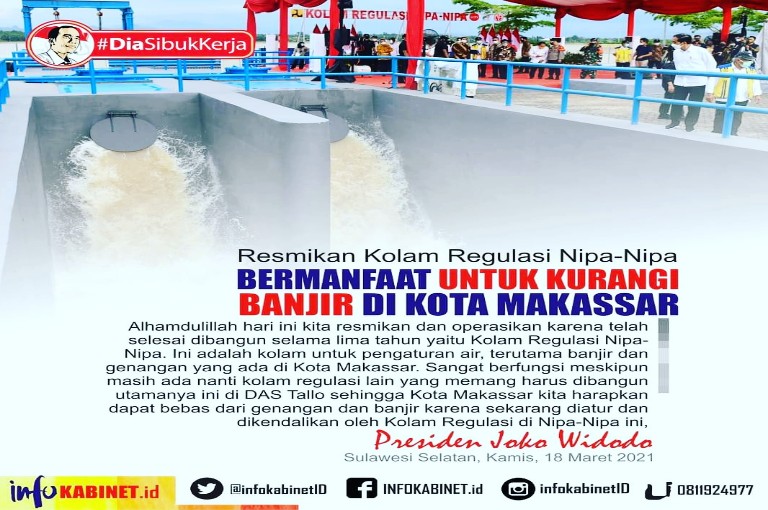 KOLAM REGULASI NIPA-NIPA
#DiaSibukKerja
Resmikan Kolam Regulasi Nipa-Nipa
BERMANFAAT UNTUK KURANGI
BANJIR DI KOTA MAKASSAR
Alhamdulillah hari ini kita resmikan dan operasikan karena telah
selesai dibangun selama lima tahun yaitu Kolam Regulasi Nipa-
Nipa. Ini adalah kolam untuk pengaturan air, terutama banjir dan
genangan yang ada di Kota Makassar. Sangat berfungsi meskipun
masih ada nanti kolam regulasi lain yang memang harus dibangun
utamanya ini di DAS Tallo sehingga Kota Makassar kita harapkan
dapat bebas dari genangan dan banjir karena sekarang diatur dan
dikendalikan oleh Kolam Regulasi di Nipa-Nipa ini,
Presiden Joko Widodo
Sulawesi Selatan, Kamis, 18 Maret 2021
info KABINET.id
@infokabinetID
INFOKABINET.id
infokabinetID
0811924977